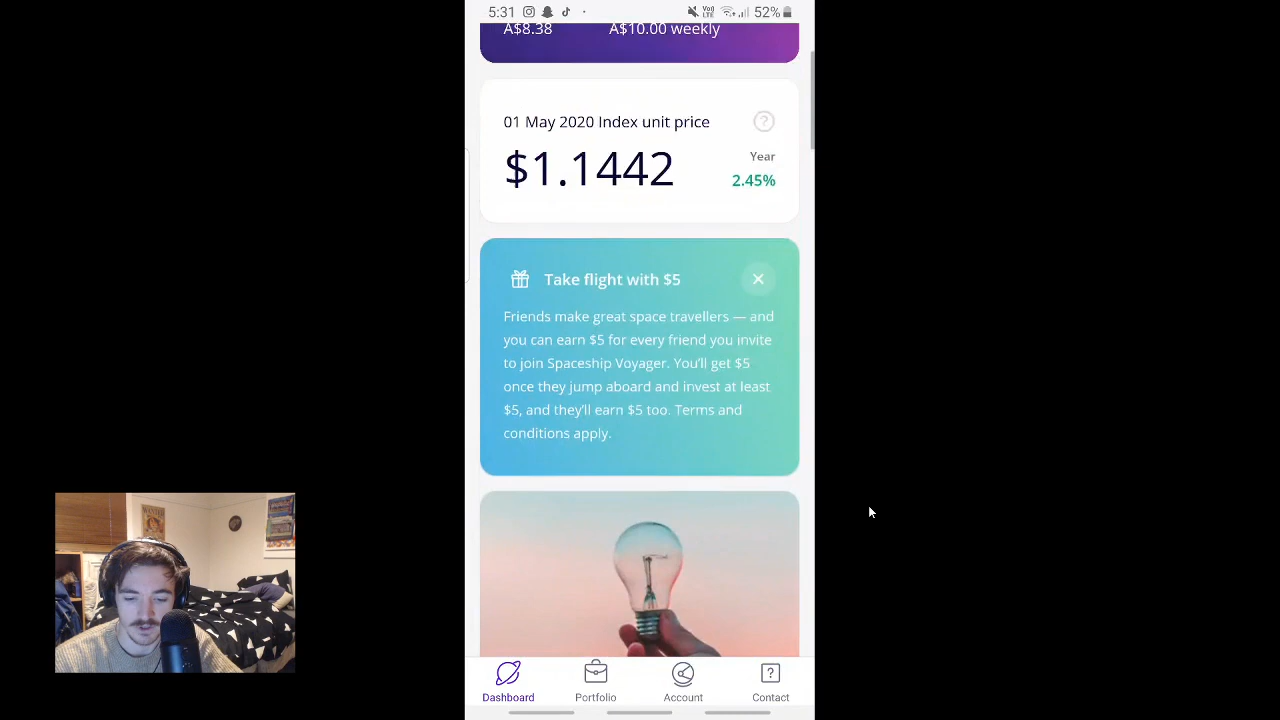 5:31
VoD LTE 52%
A$8.38 A$10.00 weekly
01 May 2020 Index unit price
?
$1.1442
Year
2.45%
Take flight with $5
Friends make great space travellers — and
you can earn $5 for every friend you invite
to join Spaceship Voyager. You'll get $5
once they jump aboard and invest at least
$5, and they'll earn $5 too. Terms and
conditions apply.
Dashboard Portfolio Account Contact